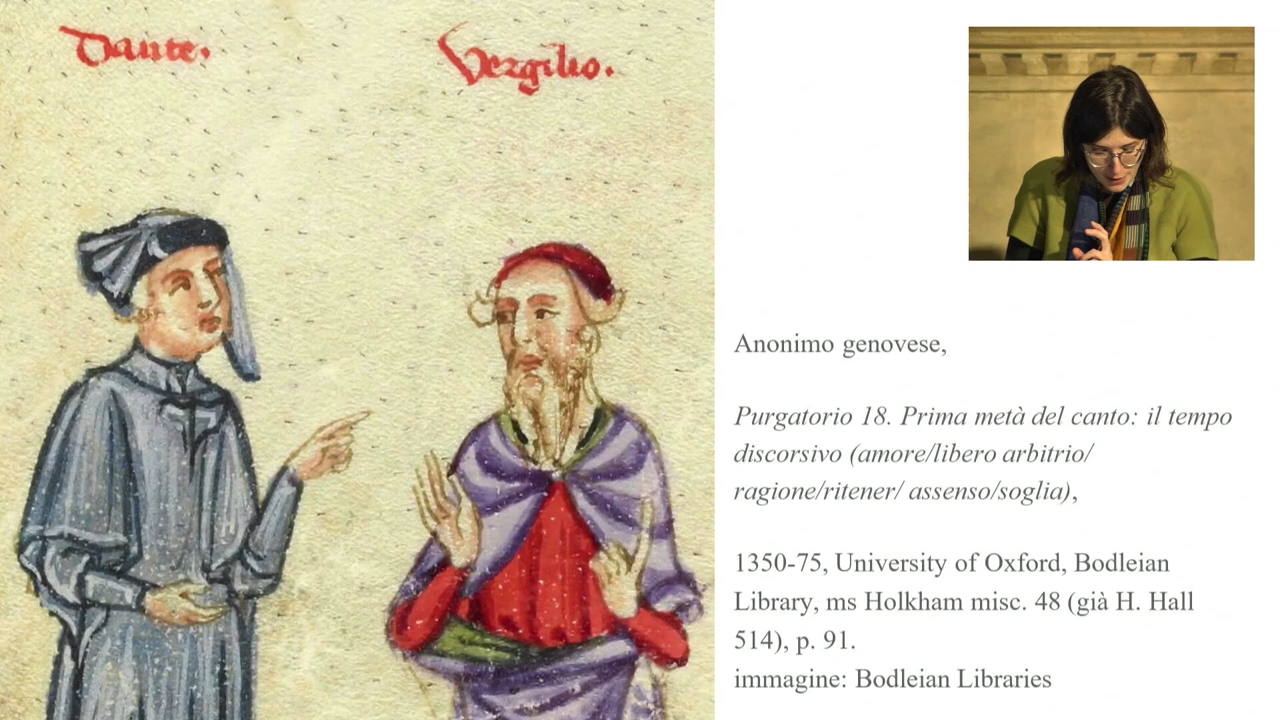 Dante.
Vergilio.
Anonimo genovese,
Purgatorio 18. Prima metà del canto: il tempo
discorsivo (amore/libero arbitrio/
ragione/ritener/ assenso/soglia),
1350-75, University of Oxford, Bodleian
Library, ms Holkham misc. 48 (già H. Hall
514), p. 91.
immagine: Bodleian Libraries